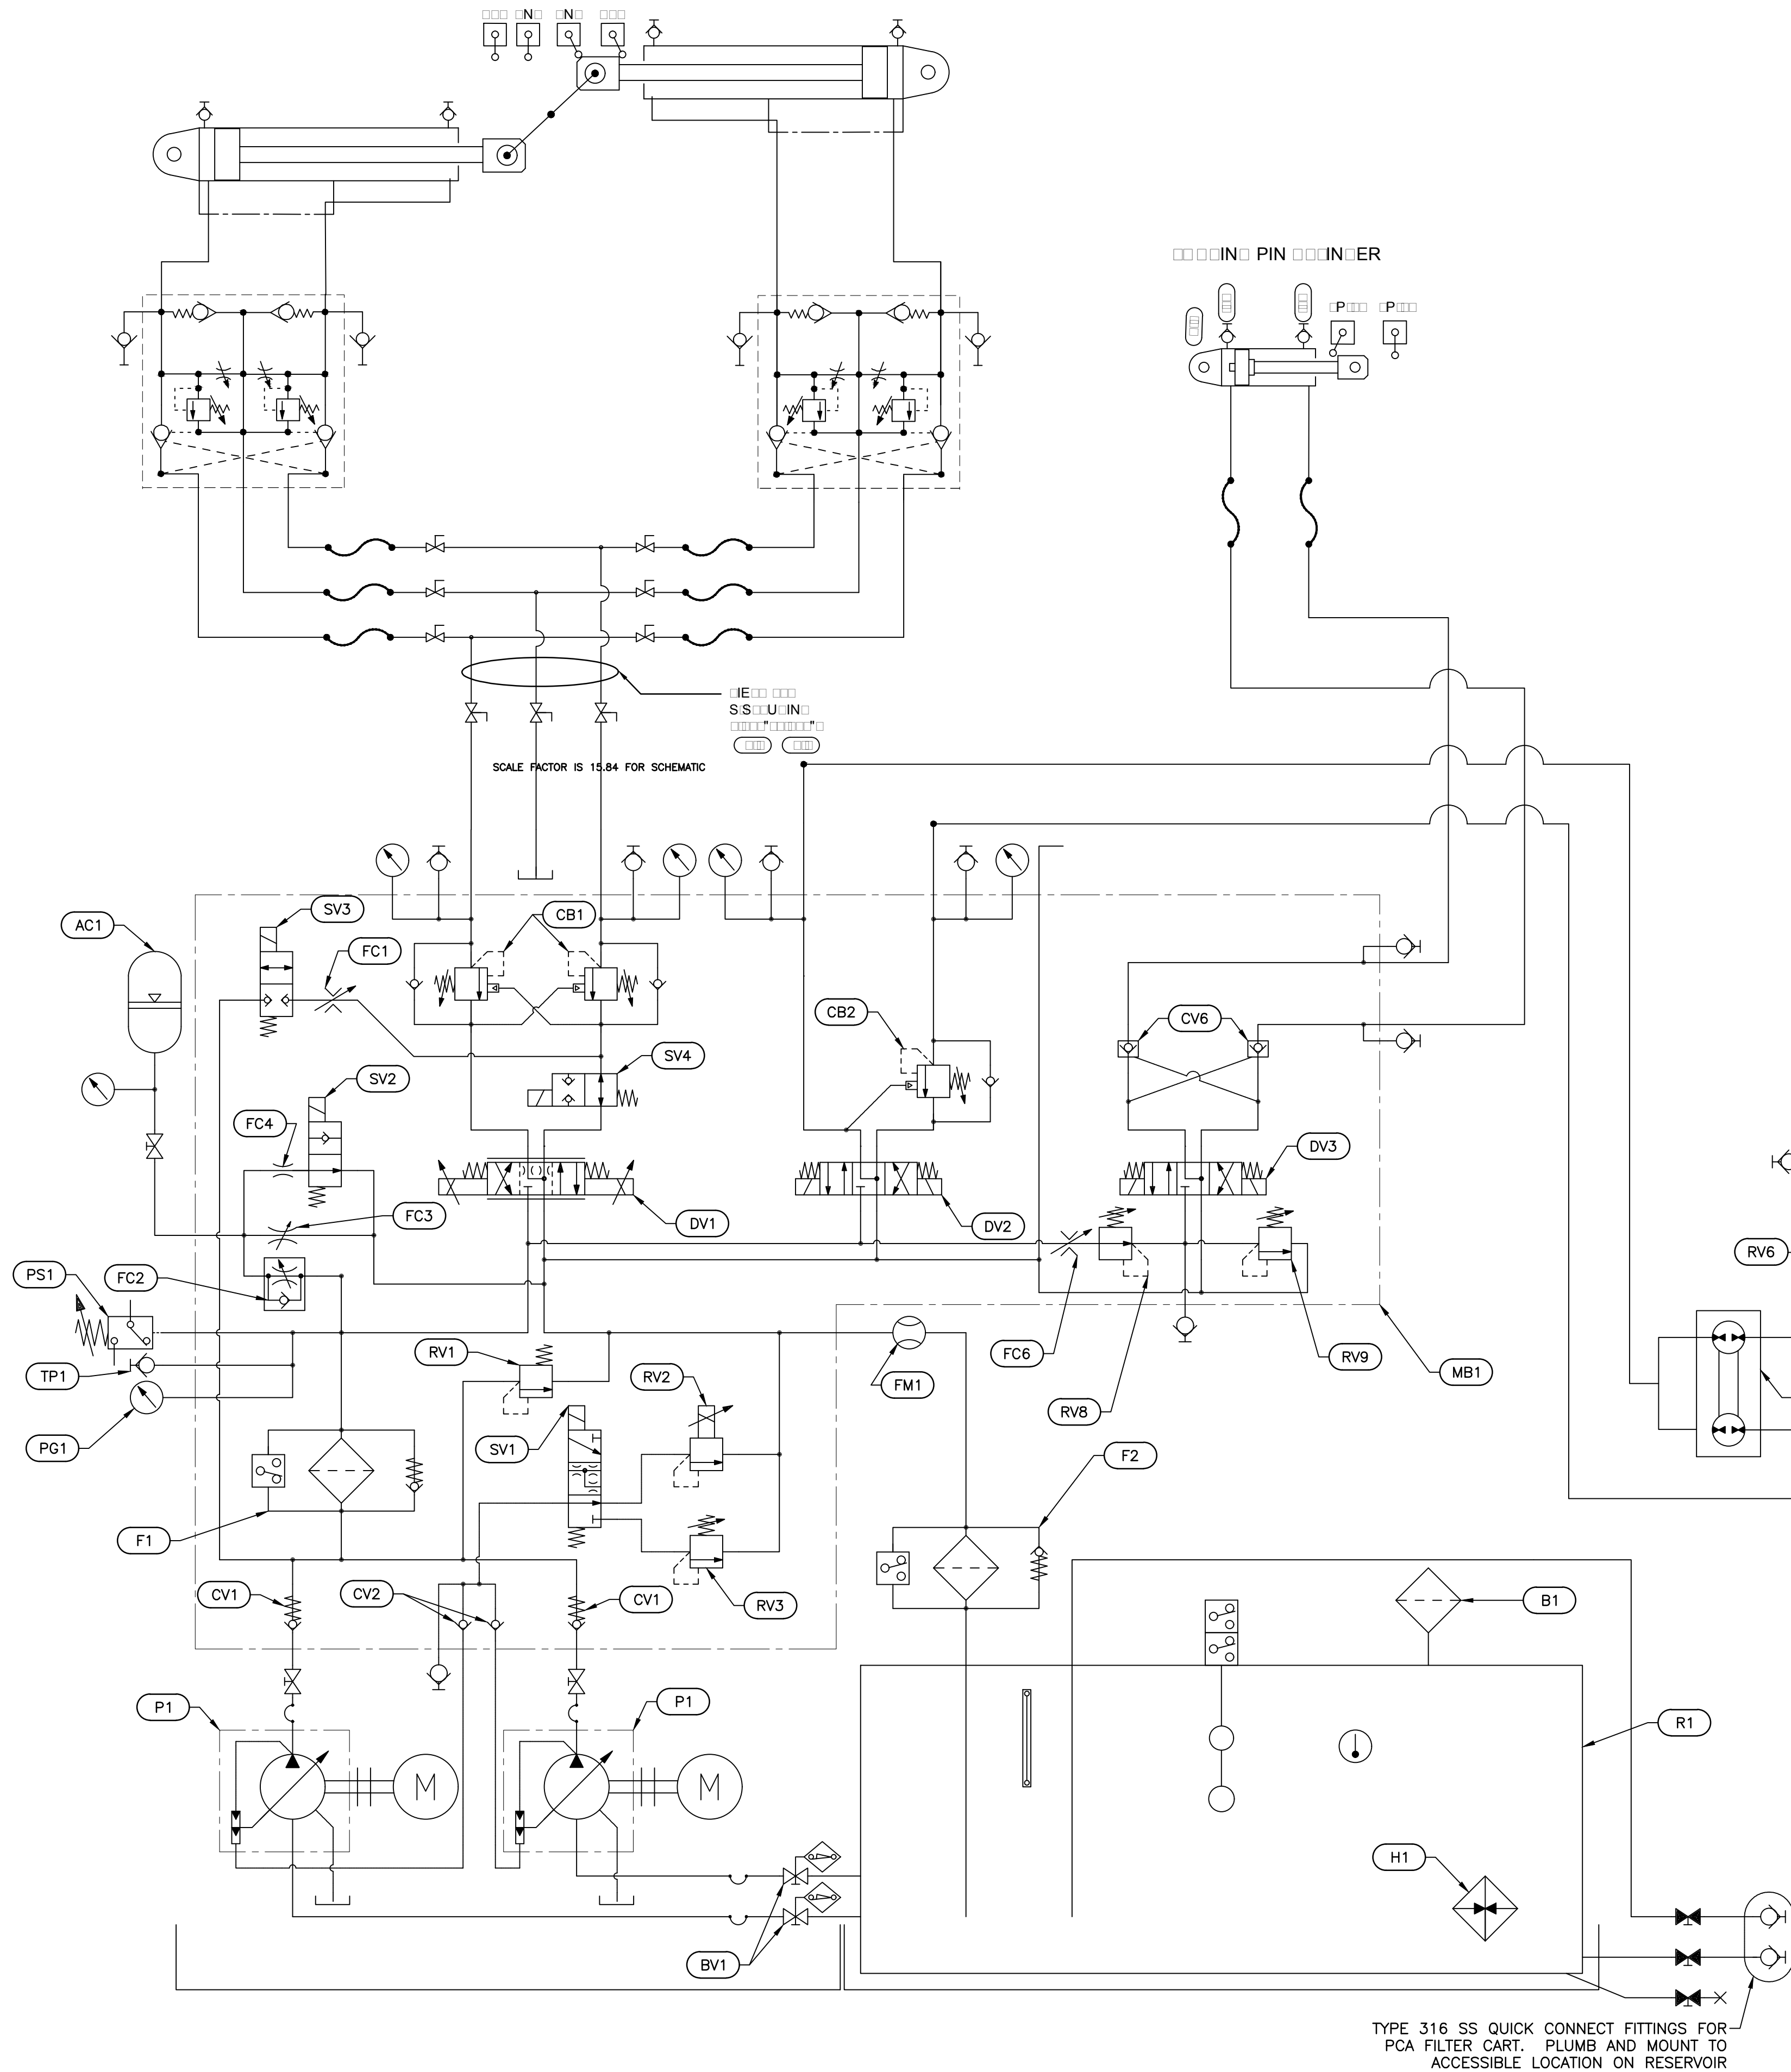 PIN
SCALE FACTOR IS 15.84 FOR SCHEMATIC
SV3
CB1
AC1
FC1
CB2
CV6
SV4
SV2
FC4
DV3
FC3
DV1
DV2
RV6
PS1
FC2
RV1
FC6
RV9
TP1
RV2
FM1
MB1
RV8
PG1
SV1
F2
F1
CV1
CV2
CV1
RV3
B1
P1
P1
R1
M
M
H1
BV1
TYPE 316 SS QUICK CONNECT FITTINGS FOR
PCA FILTER CART. PLUMB AND MOUNT TO
ACCESSIBLE LOCATION ON RESERVOIR